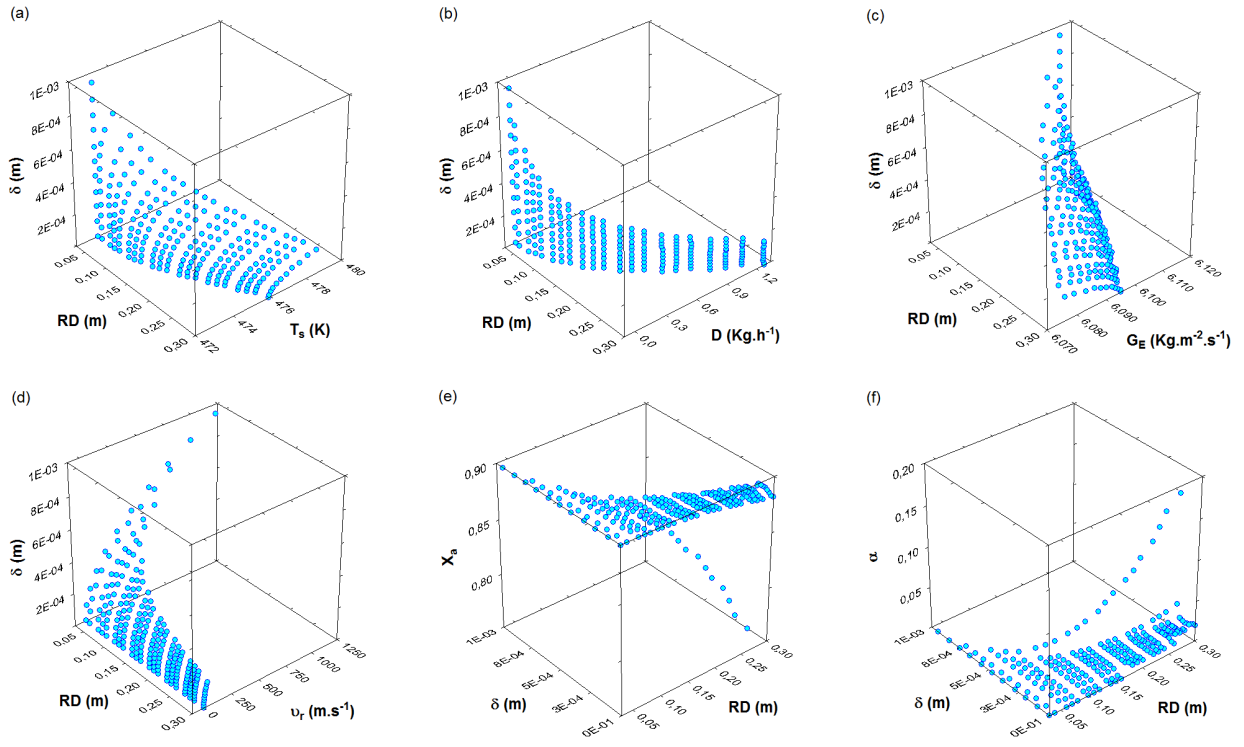 (a)
1E-03
8E-04
6E-04
4E-04
2E-04
δ (m)
0.05
0.10
0,15
0.20
0.25
0,30
RD (m)
472
474
476
478
480
Ts (K)
(b)
1E-03
8E-04
6E-04
4E-04
2E-04
δ (m)
0.05
0.10
0,15
0.20
0.25
0.30
RD (m)
0,0
0,3
0,6
0,9
1,2
D (Kg.h-1)
(c)
1E-03
8E-04
6E-04
4E-04
2E-04
δ (m)
0,05
0,10
0,15
0,20
0,25
0,30
RD (m)
6,070
6,080
6,090
6,100
6,110
6,120
GE (Kg.m-2.s-1)
(d)
1E-03
8E-04
6E-04
4E-04
2E-04
δ (m)
0.05
0.10
0,15
0.20
0.25
0,30
RD (m)
0
250
500
750
1000
1250
υr (m.s-1)
(e)
0,90
0,85
0,80
Xa
1E-03
8E-04
5E-04
3E-04
0E-01
δ (m)
0,05
0,10
0,15
0,20
0,25
0,30
RD (m)
(f)
0,20
0,15
0,10
0,05
α
1E-03
8E-04
5E-04
3E-04
0E-01
δ (m)
0,05
0,10
0,15
0,20
0,25
0,30
RD (m)